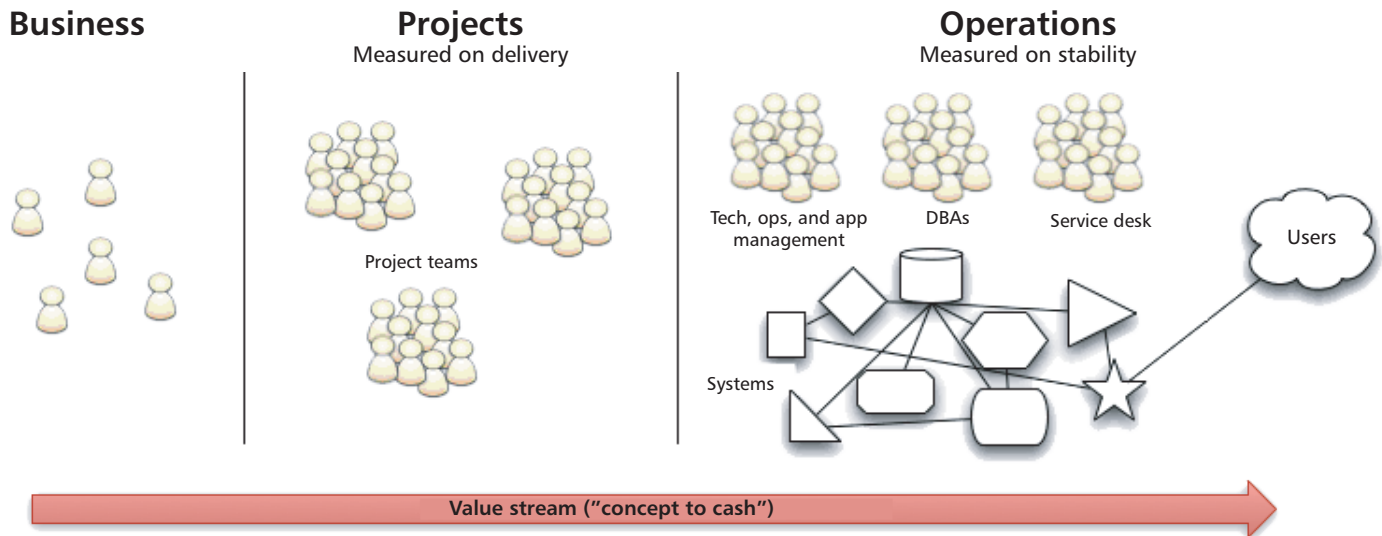 Business
Projects
Measured on delivery
Operations
Measured on stability
Project teams
Tech, ops, and app
management
DBAs
Service desk
Users
Systems
Value stream (”concept to cash”)